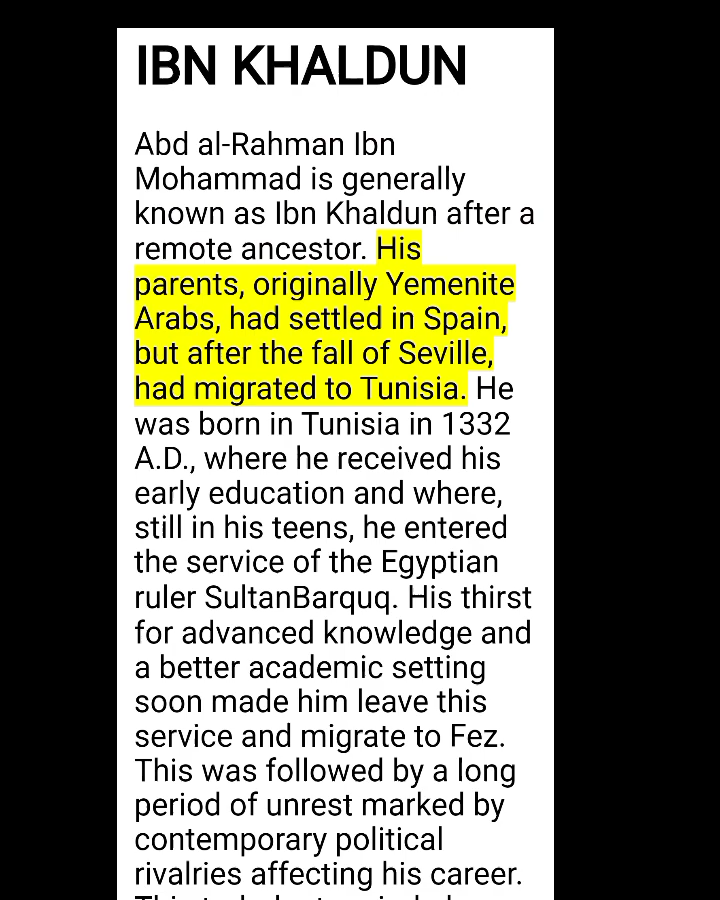 IBN KHALDUN
Abd al-Rahman Ibn
Mohammad is generally
known as Ibn Khaldun after a
remote ancestor. His
parents, originally Yemenite
Arabs, had settled in Spain,
but after the fall of Seville,
had migrated to Tunisia. He
was born in Tunisia in 1332
A.D., where he received his
early education and where,
still in his teens, he entered
the service of the Egyptian
ruler SultanBarquq. His thirst
for advanced knowledge and
a better academic setting
soon made him leave this
service and migrate to Fez.
This was followed by a long
period of unrest marked by
contemporary political
rivalries affecting his career.